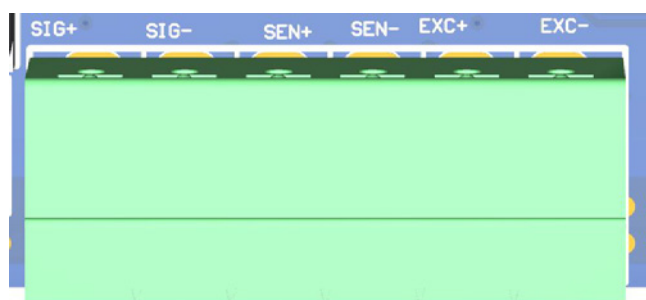 SIG+ SIG- SEN+ SEN- EXC+ EXC-